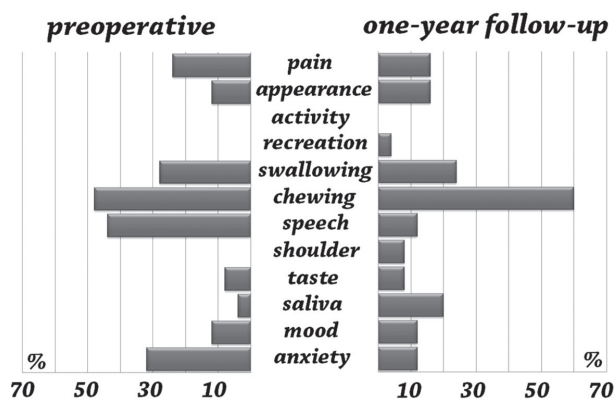 preoperative one-year follow-up
pain
appearance
activity
recreation
swallowing
chewing
speech
shoulder
taste
saliva
mood
anxiety
% %
70 50 30 10 10 30 50 70